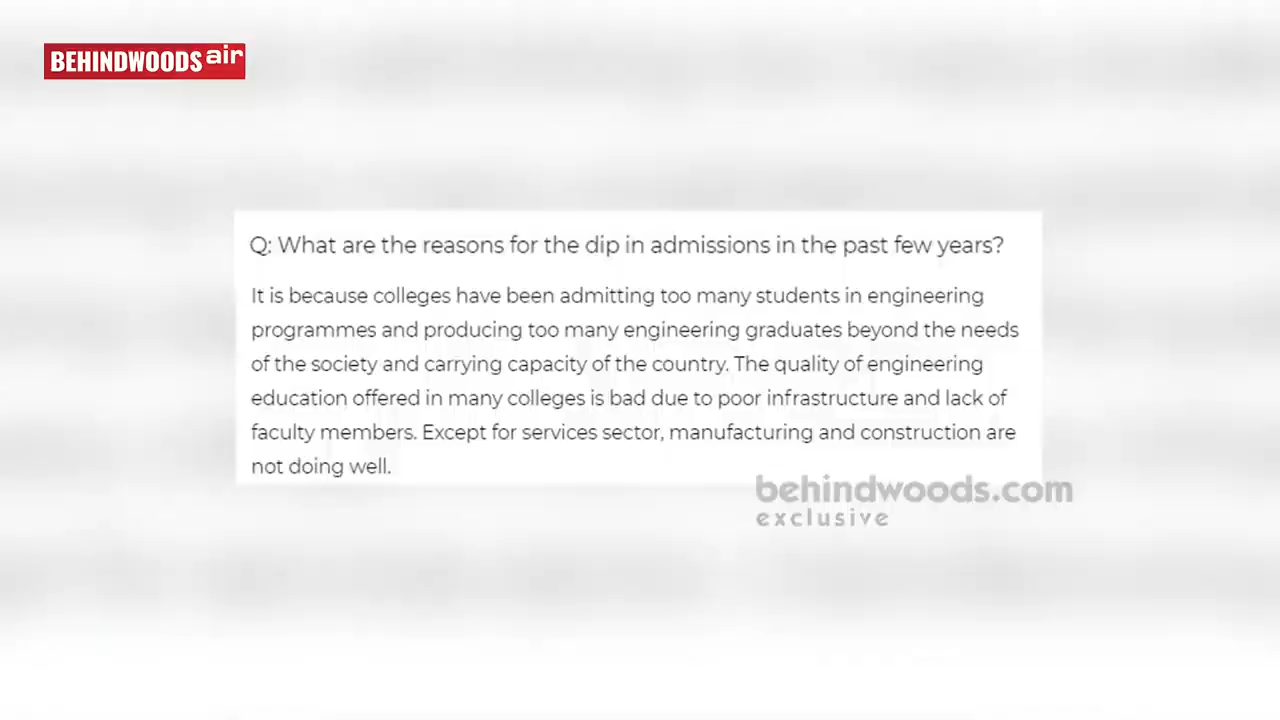 BEHINDWOODS air
Q: What are the reasons for the dip in admissions in the past few years?
It is because colleges have been admitting too many students in engineering
programmes and producing too many engineering graduates beyond the needs
of the society and carrying capacity of the country. The quality of engineering
education offered in many colleges is bad due to poor infrastructure and lack of
faculty members. Except for services sector, manufacturing and construction are
not doing well.
behindwoods.com
exclusive